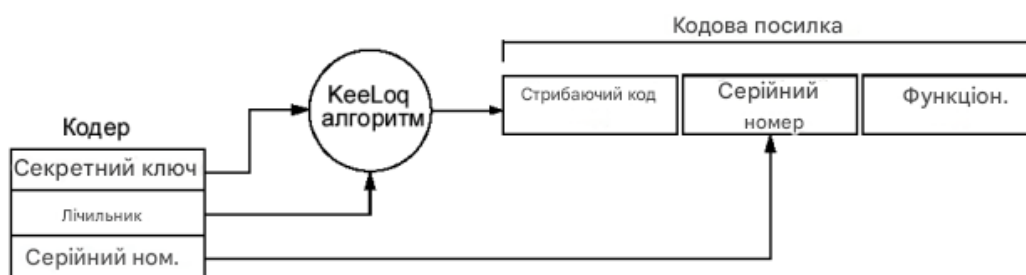 Кодова посилка
KeeLoq
алгоритм
Стрибаючий код
Серійний
номер
Функціон.
Кодер
Секретний ключ
Лічильник
Серійний ном.